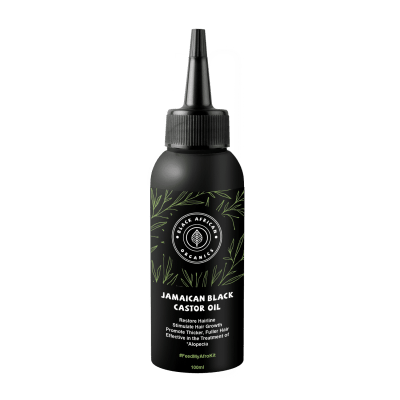 BLACK AFRICAN
ORGANICS
JAMAICAN BLACK
CASTOR OIL
Restore Hairline
Stimulate Hair Growth
Promote Thicker, Fuller Hair
Effective in the Treatment of
*Alopecia
#FeedMyAfroKit
100ml